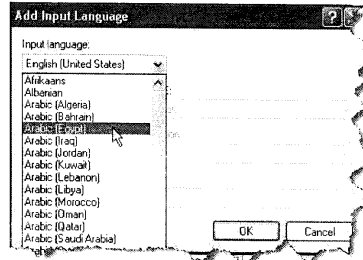 Add Input Language
Input language:
English (United States)
Afrikaans
Albanian
Arabic (Algeria)
Arabic (Bahrain)
Arabic (Egypt)
Arabic (Iraq)
Arabic (Jordan)
Arabic (Kuwait)
Arabic (Lebanon)
Arabic (Libya)
Arabic (Morocco)
Arabic (Oman)
Arabic (Qatar)
Arabic (Saudi Arabia)
OK Cancel